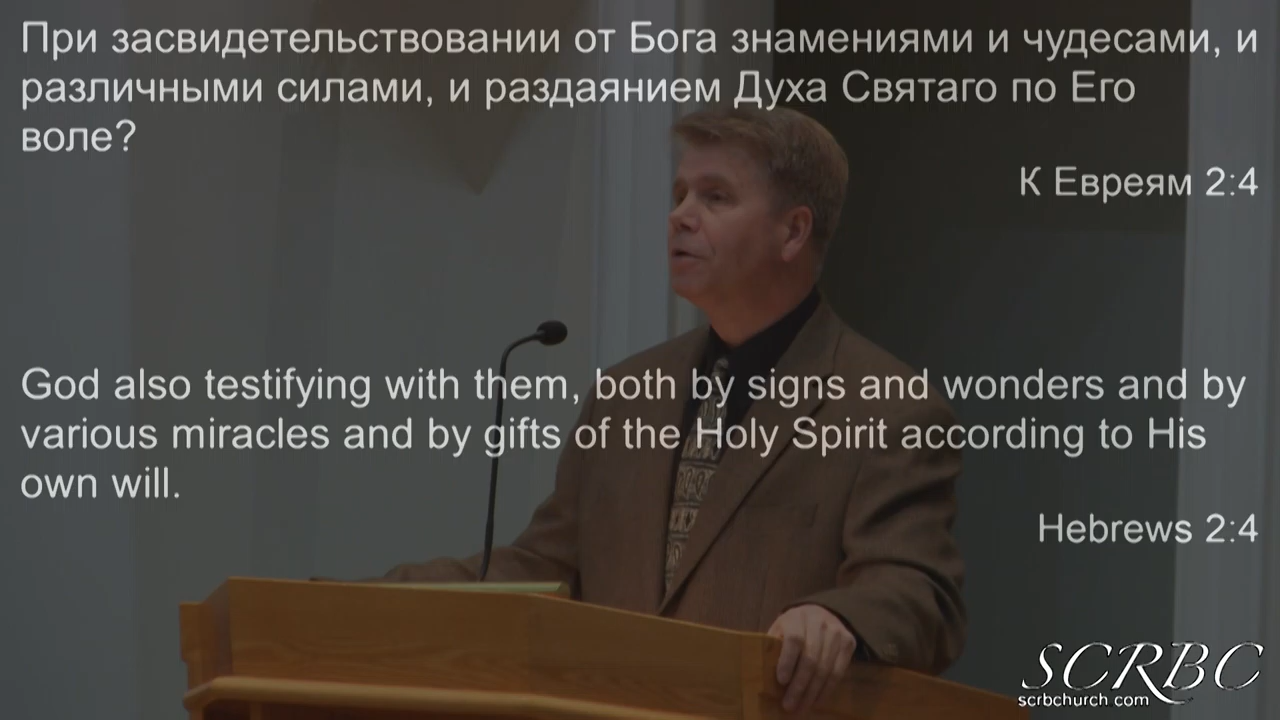 При засвидетельствовании от Бога знамениями и чудесами, и
различными силами, и раздаянием Духа Святаго по Его
воле?
К Евреям 2:4
God also testifying with them, both by signs and wonders and by
various miracles and by gifts of the Holy Spirit according to His
own will.
Hebrews 2:4
SCRBC
scrbchurch.com